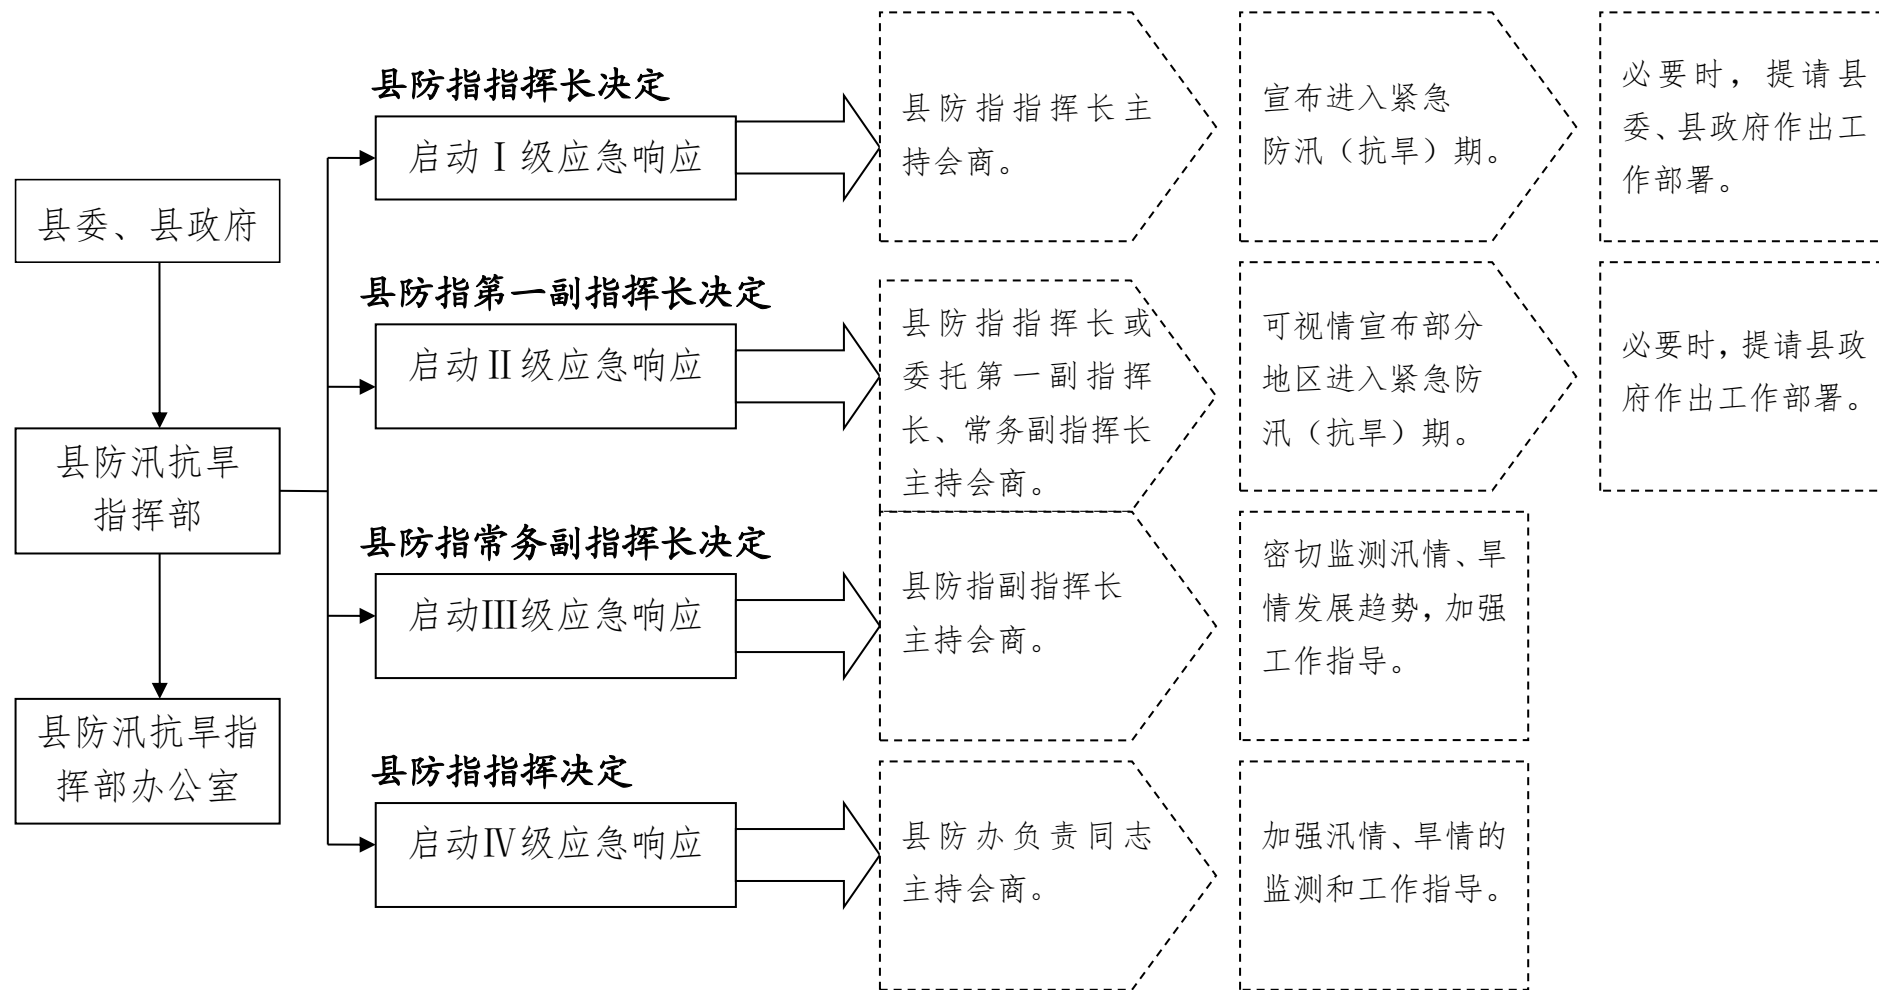 县委、县政府
县防汛抗旱
指挥部
县防汛抗旱指
挥部办公室
县防指指挥长决定
启动Ⅰ级应急响应
县防指指挥长主
持会商。
宣布进入紧急
防汛（抗旱）期。
必要时，提请县
委、县政府作出工
作部署。
县防指第一副指挥长决定
启动Ⅱ级应急响应
县防指指挥长或
委托第一副指挥
长、常务副指挥长
主持会商。
可视情宣布部分
地区进入紧急防
汛（抗旱）期。
必要时，提请县政
府作出工作部署。
县防指常务副指挥长决定
启动Ⅲ级应急响应
县防指副指挥长
主持会商。
密切监测汛情、旱
情发展趋势，加强
工作指导。
县防指指挥决定
启动Ⅳ级应急响应
县防办负责同志
主持会商。
加强汛情、旱情的
监测和工作指导。